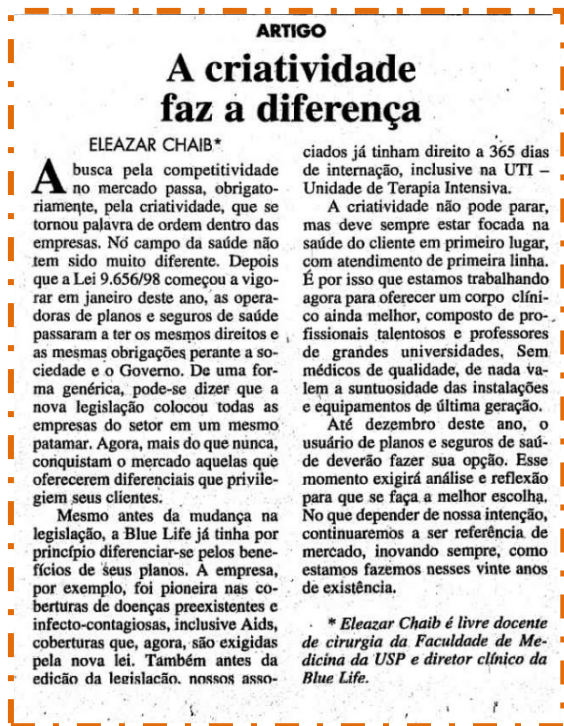 ARTIGO
A criatividade
faz a diferença
ELEAZAR CHAIB*
A busca pela competitividade
no mercado passa, obrigato-
riamente, pela criatividade, que se
tornou palavra de ordem dentro das
empresas. No campo da saúde não
tem sido muito diferente. Depois
que a Lei 9.656/98 começou a vigo-
rar em janeiro deste ano, as opera-
doras de planos e seguros de saúde
passaram a ter os mesmos direitos e
as mesmas obrigações perante a so-
ciedade e o Governo. De uma for-
ma genérica, pode-se dizer que a
nova legislação colocou todas as
empresas do setor em um mesmo
patamar. Agora, mais do que nunca,
conquistam o mercado aquelas que
oferecerem diferenciais que privile-
giem seus clientes.
Mesmo antes da mudança na
legislação, a Blue Life já tinha por
princípio diferenciar-se pelos bene-
fícios de seus planos. A empresa,
por exemplo, foi pioneira nas co-
berturas de doenças preexistentes e
infecto-contagiosas, inclusive Aids,
coberturas que, agora, são exigidas
pela nova lei. Também antes da
edição da legislação, nossos asso-
ciados já tinham direito a 365 dias
de internação, inclusive na UTI –
Unidade de Terapia Intensiva.
A criatividade não pode parar,
mas deve sempre estar focada na
saúde do cliente em primeiro lugar,
com atendimento de primeira linha.
É por isso que estamos trabalhando
agora para oferecer um corpo clíni-
co ainda melhor, composto de pro-
fissionais talentosos e professores
de grandes universidades. Sem
médicos de qualidade, de nada va-
lem a suntuosidade das instalações
e equipamentos de última geração.
Até dezembro deste ano, o
usuário de planos e seguros de saú-
de deverão fazer sua opção. Esse
momento exigirá análise e reflexão
para que se faça a melhor escolha.
No que depender de nossa intenção,
continuaremos a ser referência de
mercado, inovando sempre, como
estamos fazemos nesses vinte anos
de existência.
* Eleazar Chaib é livre docente
de cirurgia da Faculdade de Me-
dicina da USP e diretor clínico da
Blue Life.